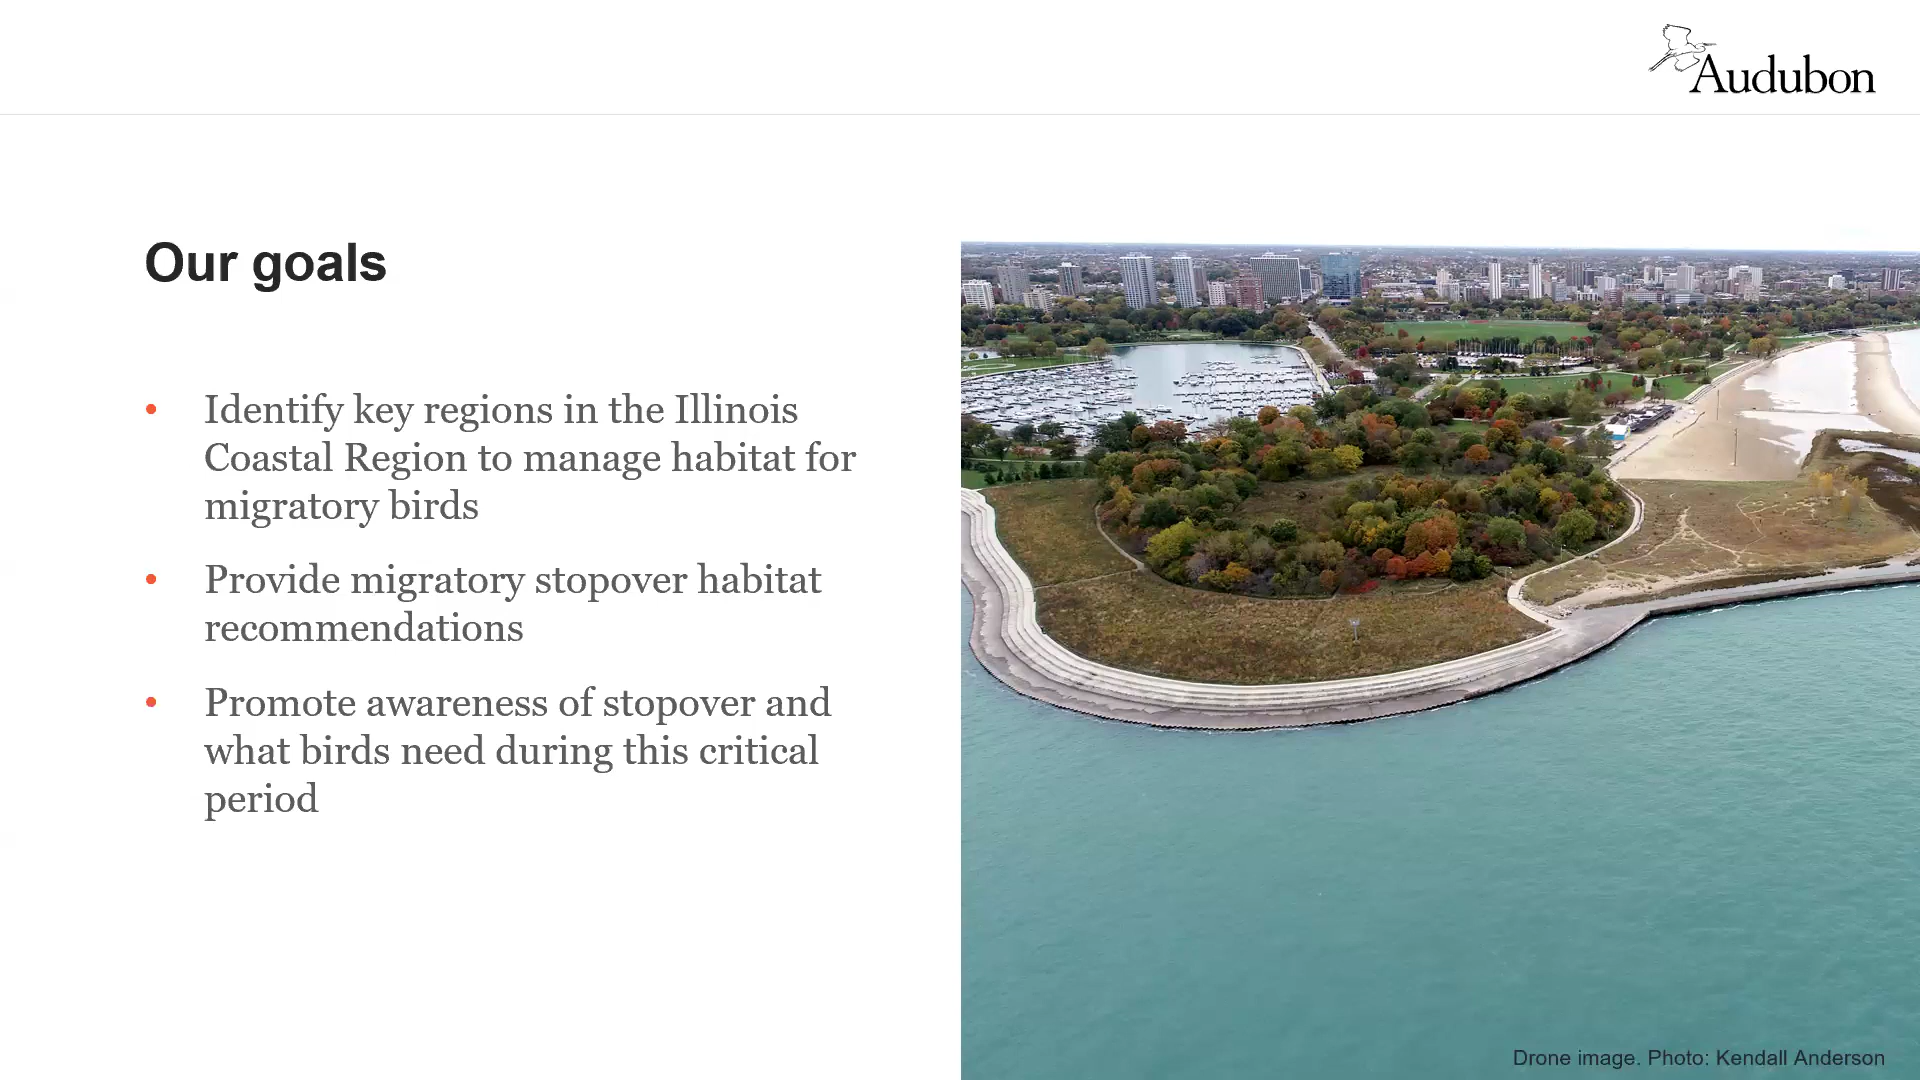 Audubon
Our goals
• Identify key regions in the Illinois
Coastal Region to manage habitat for
migratory birds
• Provide migratory stopover habitat
recommendations
• Promote awareness of stopover and
what birds need during this critical
period
Drone image. Photo: Kendall Anderson